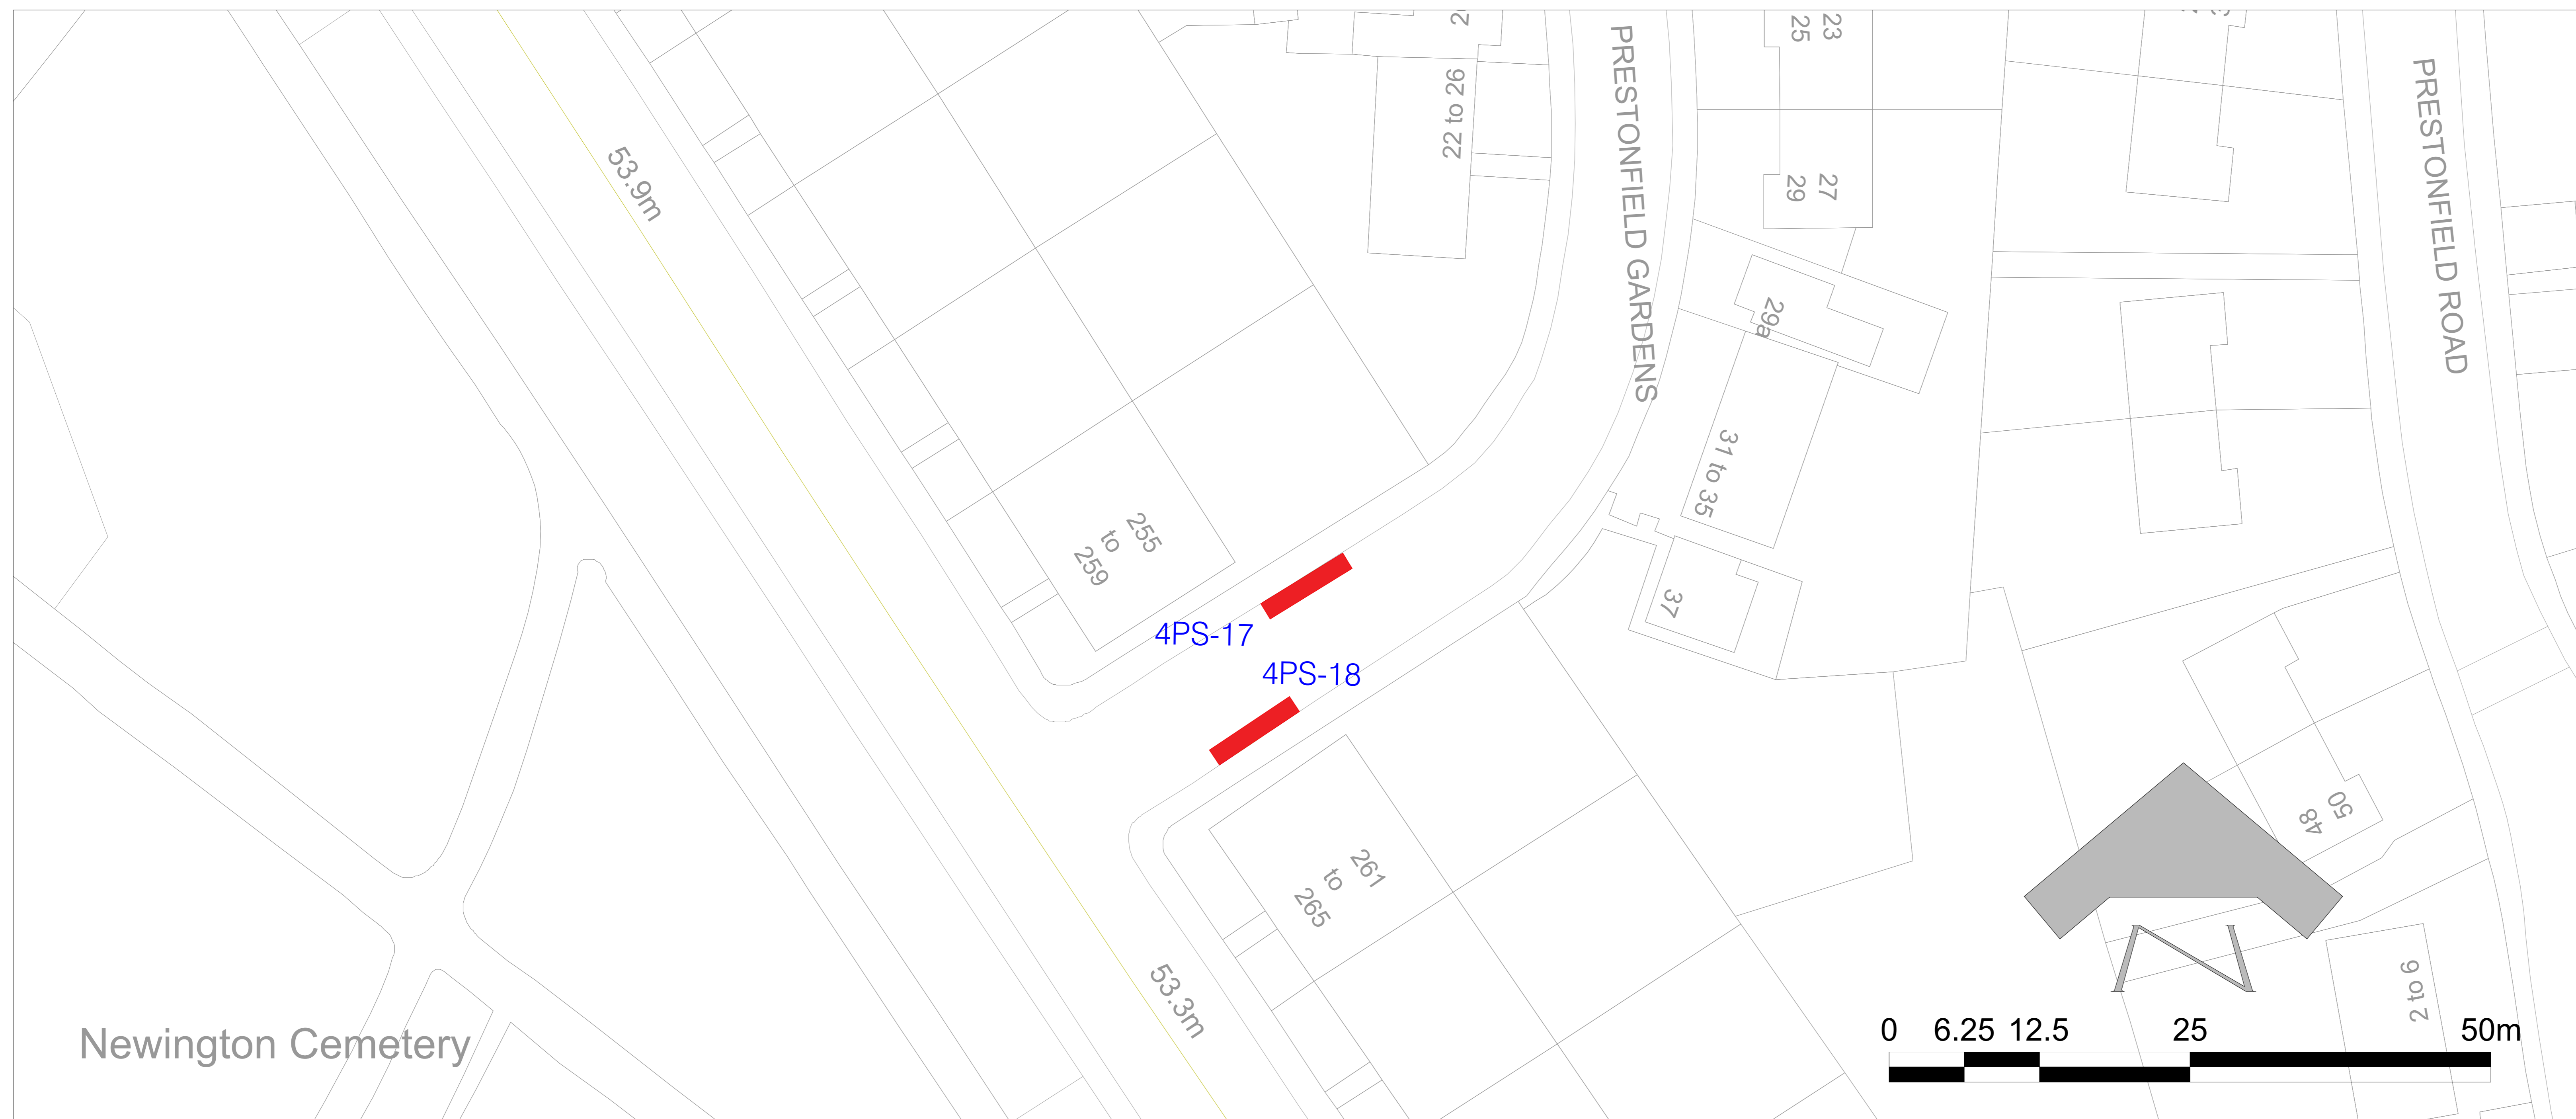 PRESTONFIELD GARDENS
PRESTONFIELD ROAD
23
25
2
22 to 26
27
29
53.9m
29a
31 to 35
37
255
to
259
4PS-17
4PS-18
261
to
265
50
48
2 to 6
53.3m
Newington Cemetery
N
0 6.25 12.5 25 50m